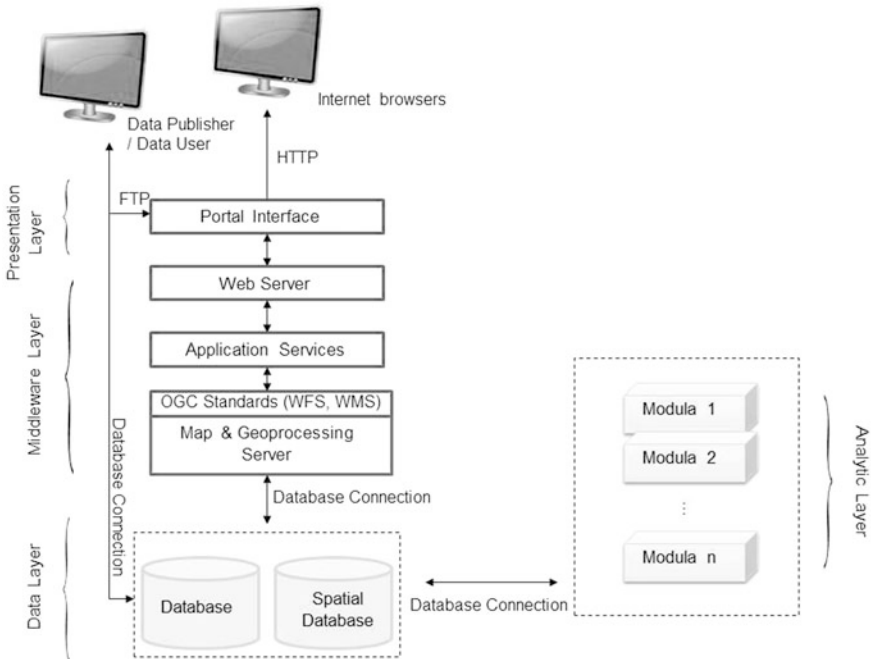 Internet browsers
Data Publisher
/ Data User
HTTP
FTP
Presentation
Layer
Portal Interface
Web Server
Middleware Layer
Application Services
OGC Standards (WFS, WMS)
Map & Geoprocessing
Server
Database Connection
Database Connection
Data Layer
Database
Spatial
Database
Database Connection
Modula 1
Modula 2
⋮
Modula n
Analytic Layer